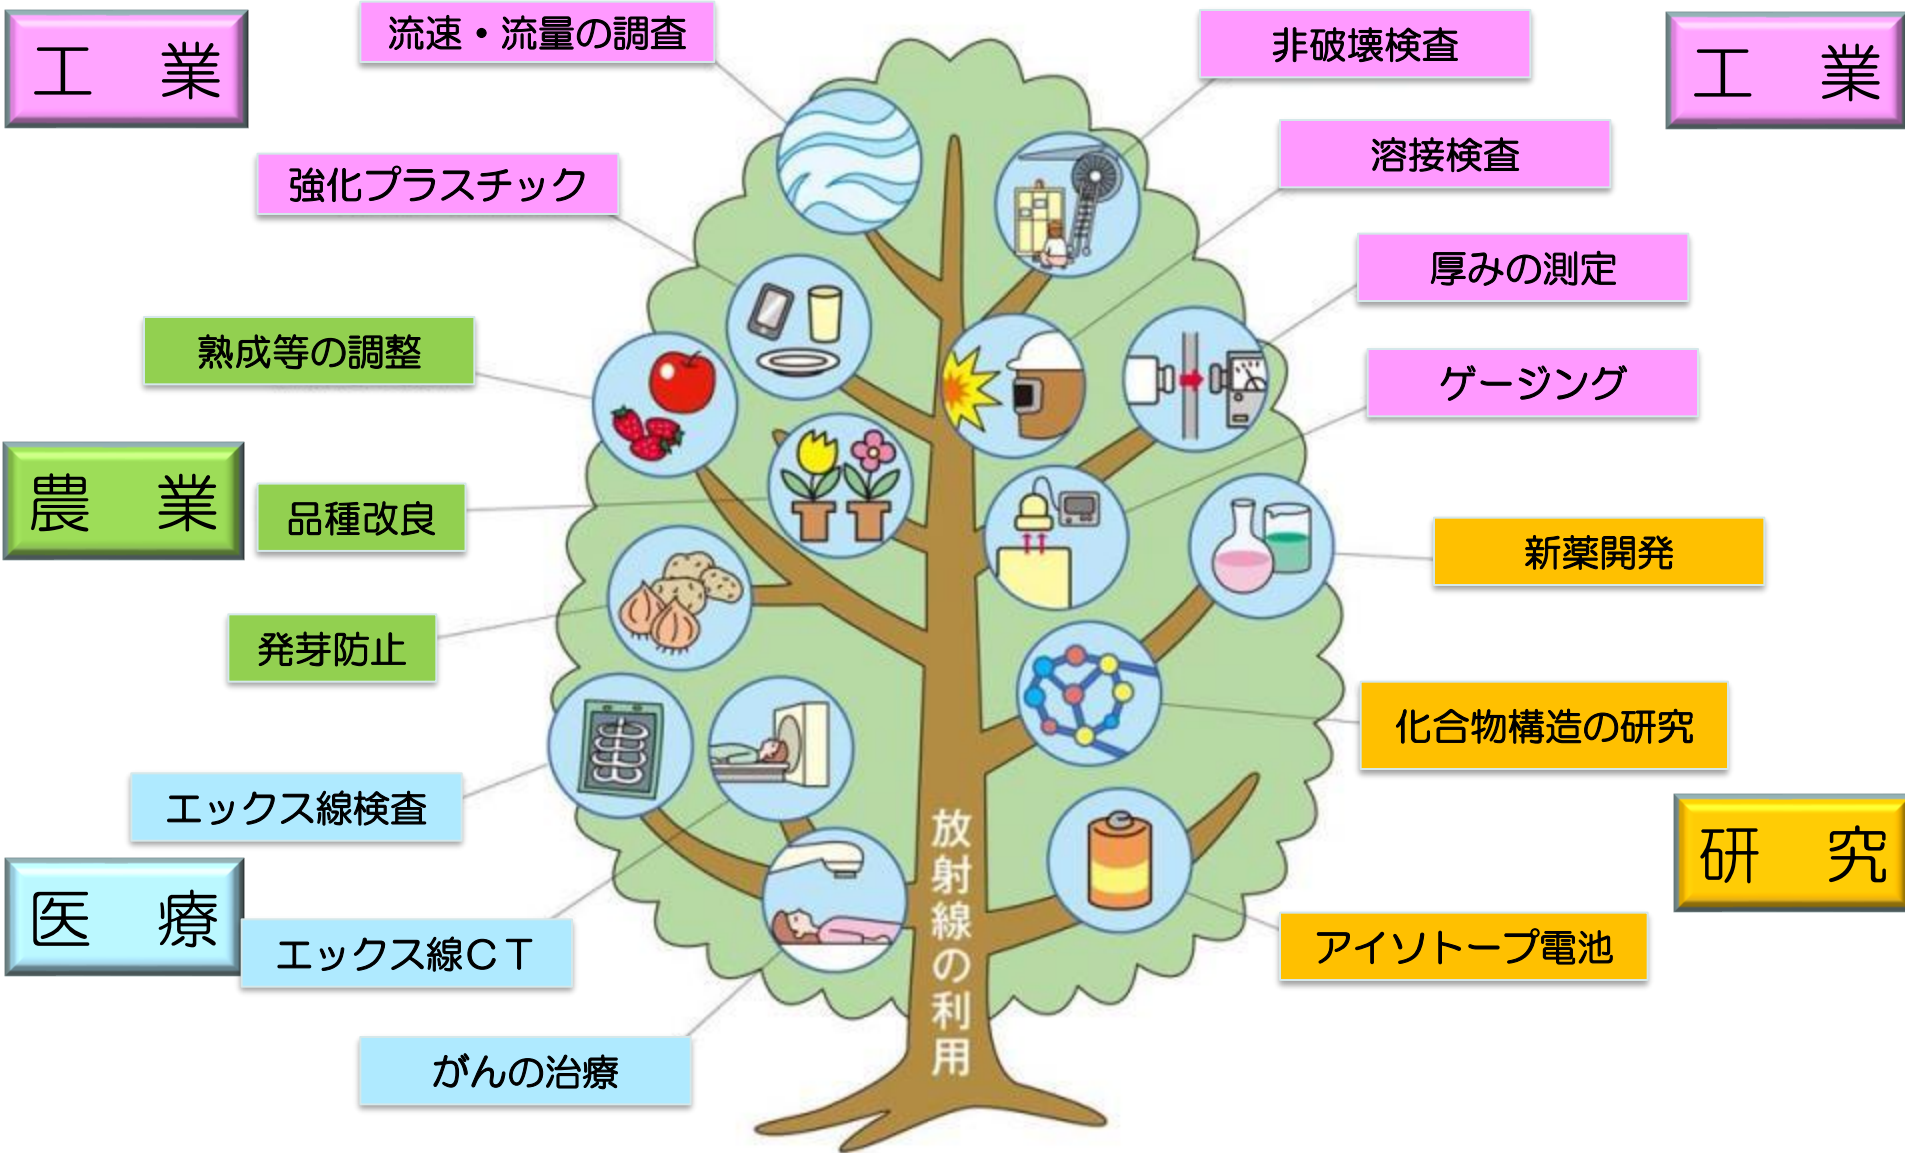 工　業
流速・流量の調査
強化プラスチック
非破壊検査
工　業
溶接検査
厚みの測定
ゲージング
熟成等の調整
農　業
品種改良
発芽防止
新薬開発
化合物構造の研究
研　究
アイソトープ電池
エックス線検査
医　療
エックス線ＣＴ
がんの治療
放射線の利用